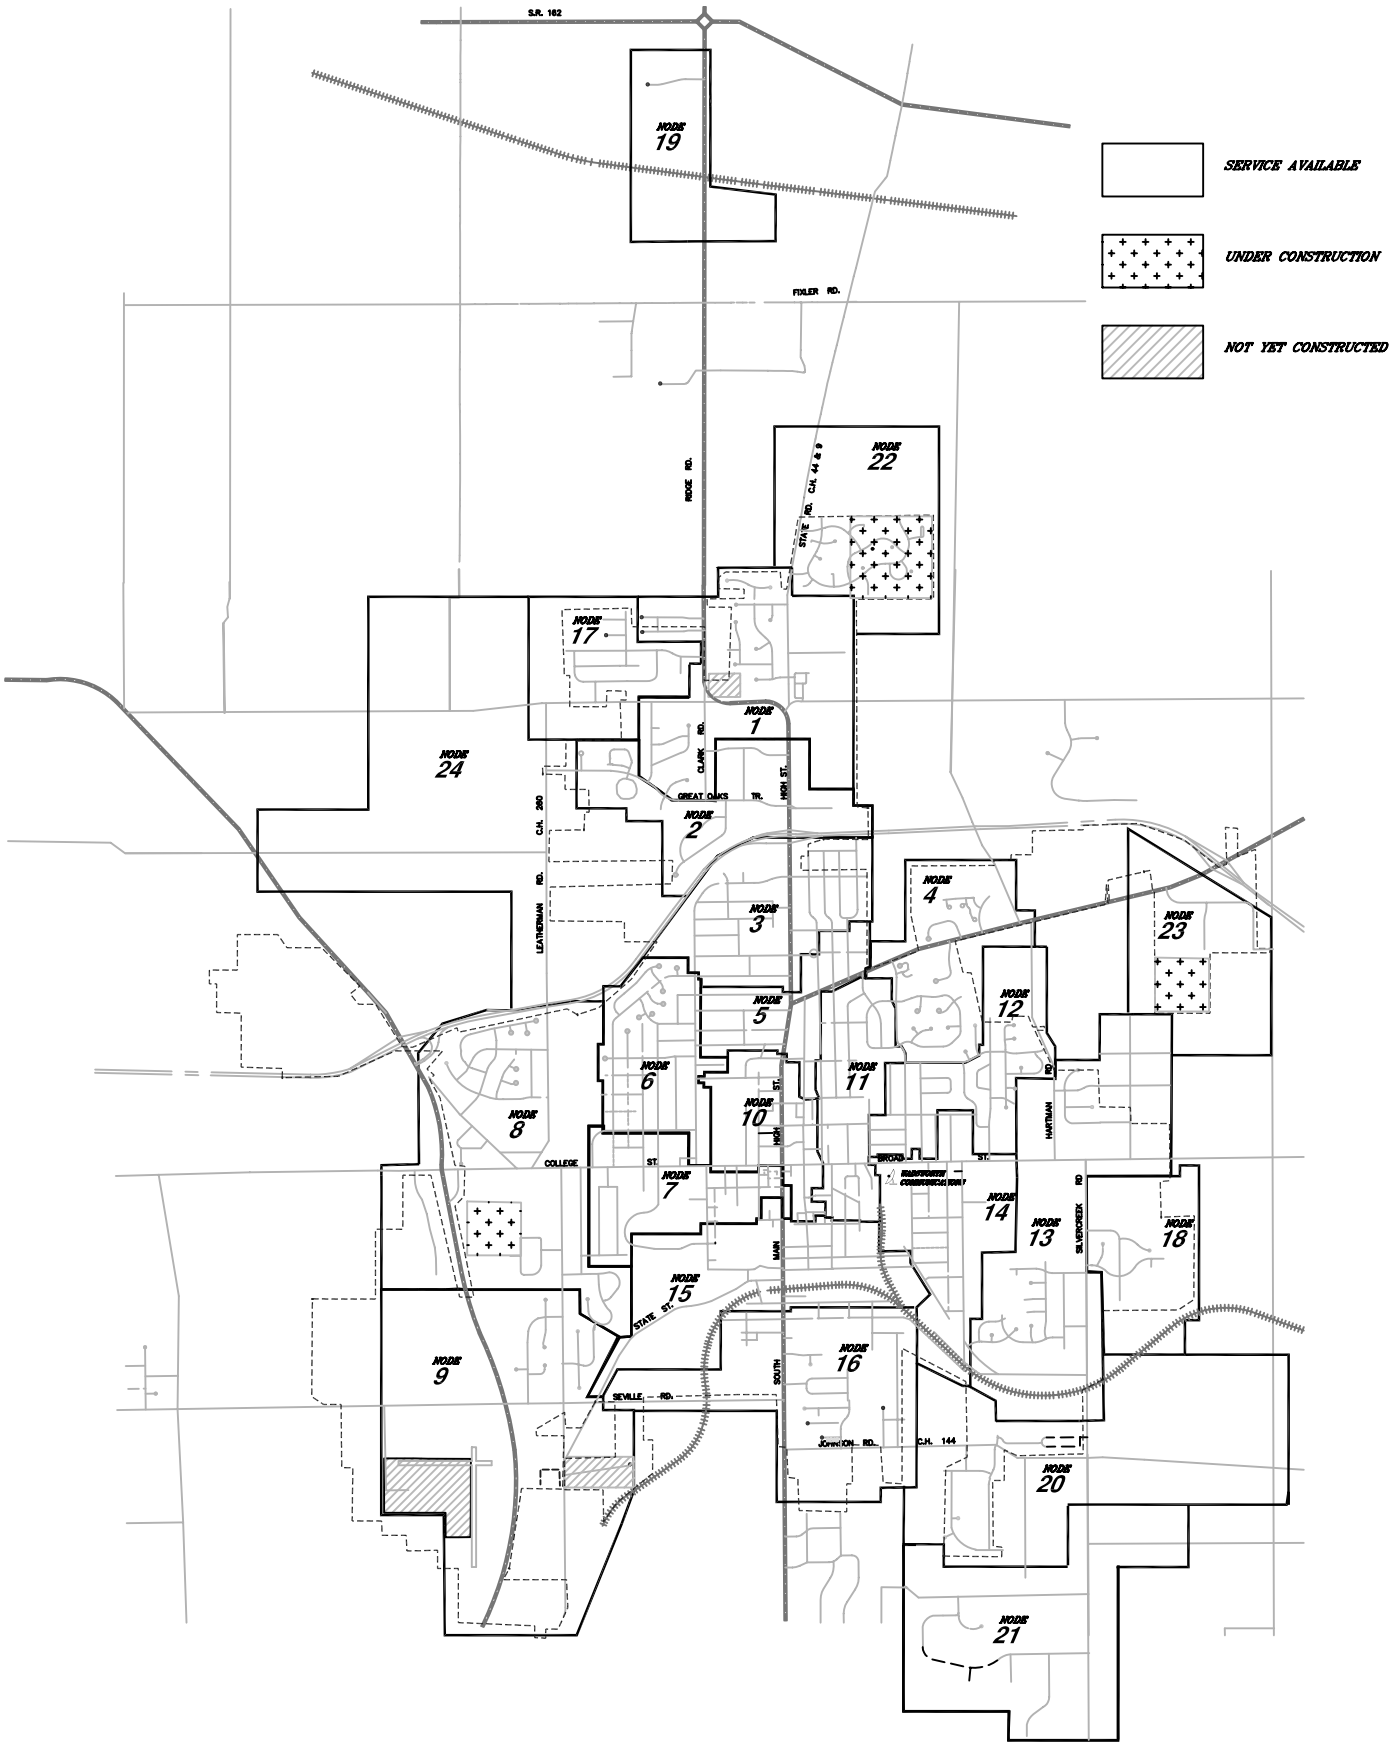 S.R. 162
NODE
19
SERVICE AVAILABLE
UNDER CONSTRUCTION
FIXLER RD.
NOT YET CONSTRUCTED
NODE
22
RIDGE RD.
STATE RD. C.H. 44 & 9
NODE
17
NODE
1
CLARK RD.
NODE
24
HIGH ST.
GREAT OAKS TR.
LEATHERMAN RD. C.H. 260
NODE
2
NODE
4
NODE
3
NODE
23
NODE
5
NODE
12
NODE
6
NODE
11
NODE
10
HIGH ST.
HARTMAN RD
NODE
8
COLLEGE ST.
BROAD ST.
WADSWORTH
COMMUNICATIONS
NODE
7
NODE
14
NODE
13
SILVERCREEK RD
NODE
18
SOUTH MAIN
NODE
15
STATE ST.
NODE
16
NODE
9
SEVILLE RD.
JOHNSON RD. C.H. 144
NODE
20
NODE
21